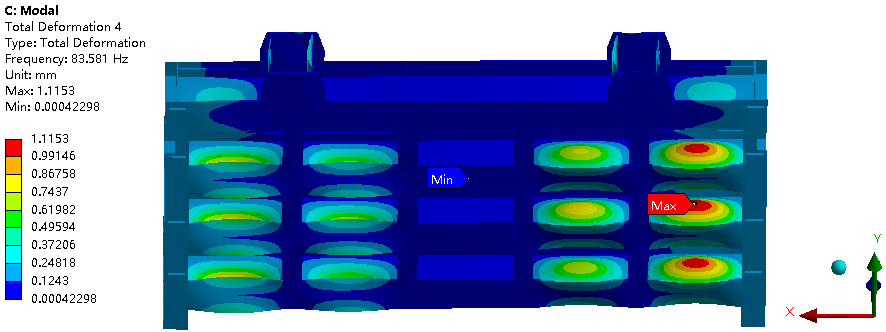 C: Modal
Total Deformation 4
Type: Total Deformation
Frequency: 83.581 Hz
Unit: mm
Max: 1.1153
Min: 0.00042298
1.1153
0.99146
0.86758
0.7437
0.61982
0.49594
0.37206
0.24818
0.1243
0.00042298
Min
Max
Y
X